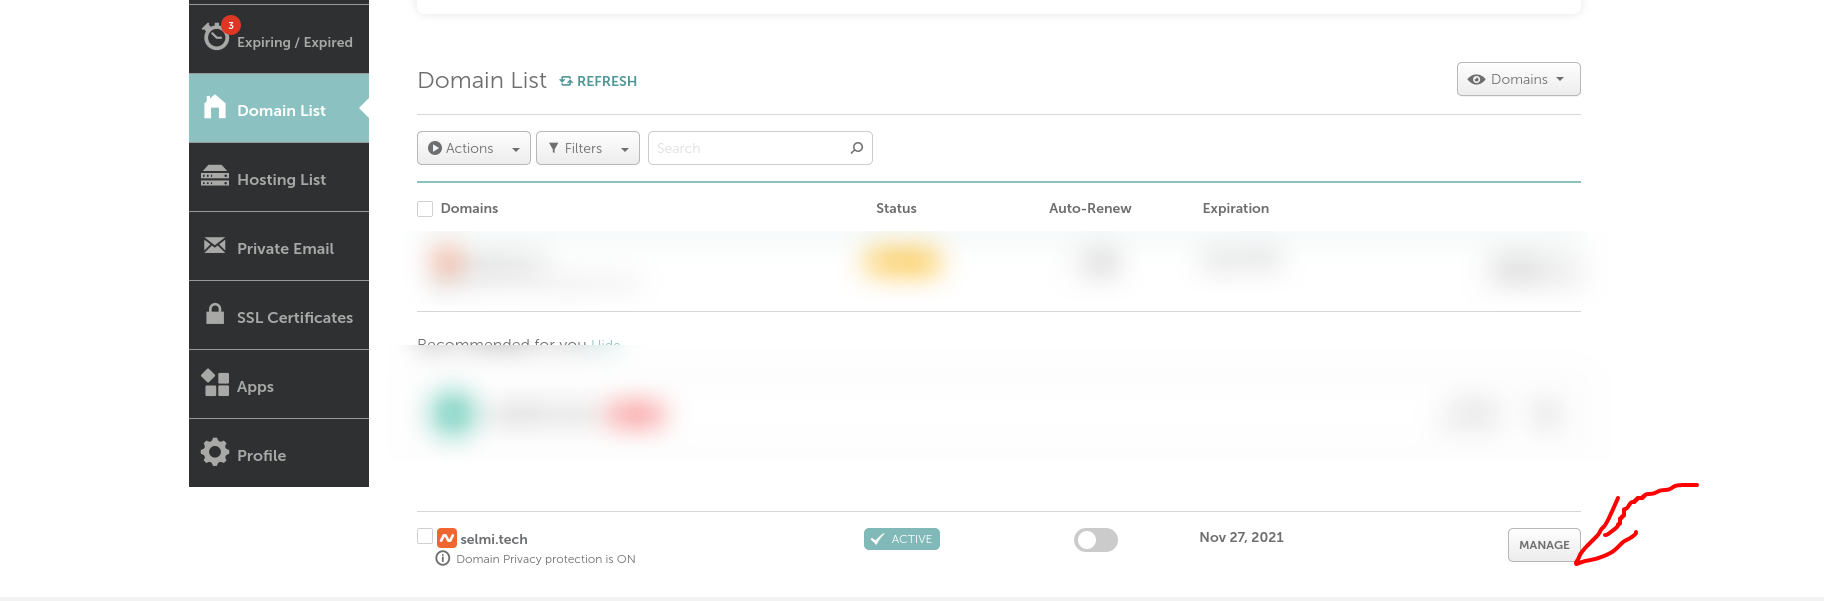 3
Expiring / Expired
Domain List
Hosting List
Private Email
SSL Certificates
Apps
Profile
Domain List REFRESH
Domains
Actions Filters Search
Domains Status Auto-Renew Expiration
Recommended for you Hide
selmi.tech ACTIVE Nov 27, 2021 MANAGE
Domain Privacy protection is ON